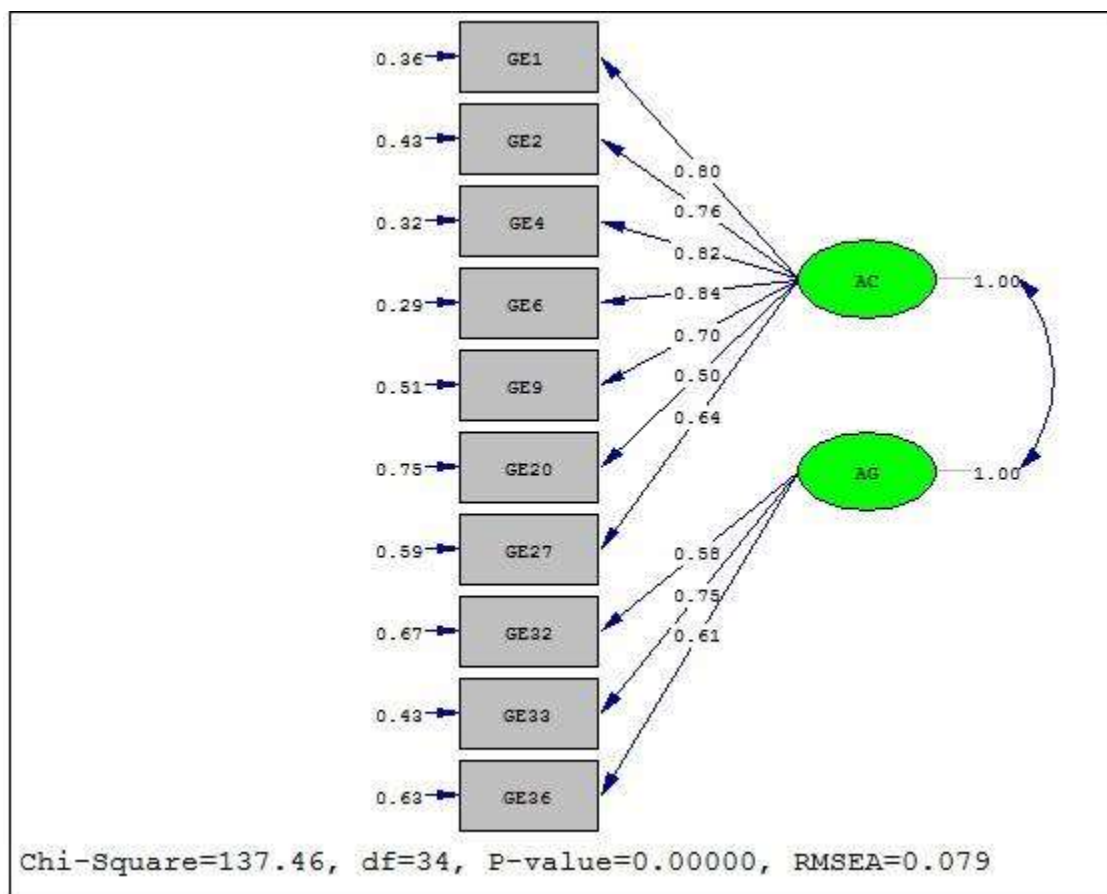 0.36 GE1
0.43 GE2
0.80
0.76
0.32 GE4
0.82
AC 1.00
0.29 GE6
0.84
0.70
0.51 GE9
0.50
0.64
0.75 GE20
AG 1.00
0.59 GE27
0.58
0.75
0.67 GE32
0.61
0.43 GE33
0.63 GE36
Chi-Square=137.46, df=34, P-value=0.00000, RMSEA=0.079